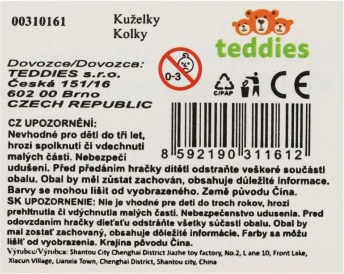 00310161
Kuželky
Kolky
teddies
Dovozce/Dovozca:
TEDDIES s.r.o.
Česká 151/16
602 00 Brno
CZECH REPUBLIC
0-3
C/PAP
8 592190 311612
CZ UPOZORNĚNÍ:
Nevhodné pro děti do tří let,
hrozí spolknutí či vdechnutí
malých částí. Nebezpečí
udušení. Před předáním hračky dítěti odstraňte veškeré součásti
obalu. Obal by měl zůstat zachován, obsahuje důležité informace.
Barvy se mohou lišit od vyobrazeného. Země původu Čína.
SK UPOZORNENIE: Nie je vhodné pre deti do troch rokov, hrozí
prehltnutia či vdýchnutia malých častí. Nebezpečenstvo udusenia. Pred
odovzdaním hračky dieťaťu odstráňte všetky súčasti obalu. Obal by
mal zostať zachovaný, obsahuje dôležité informácie. Farby sa môžu
líšiť od vyobrazeného. Krajina pôvodu Čína.
Výrobce/Výrobca: Shantou City Chenghai District Jiazhe toy factory, No.2, Lane 10, Front Lake,
Xiacun Village, Lianxia Town, Chenghai District, Shantou city, China